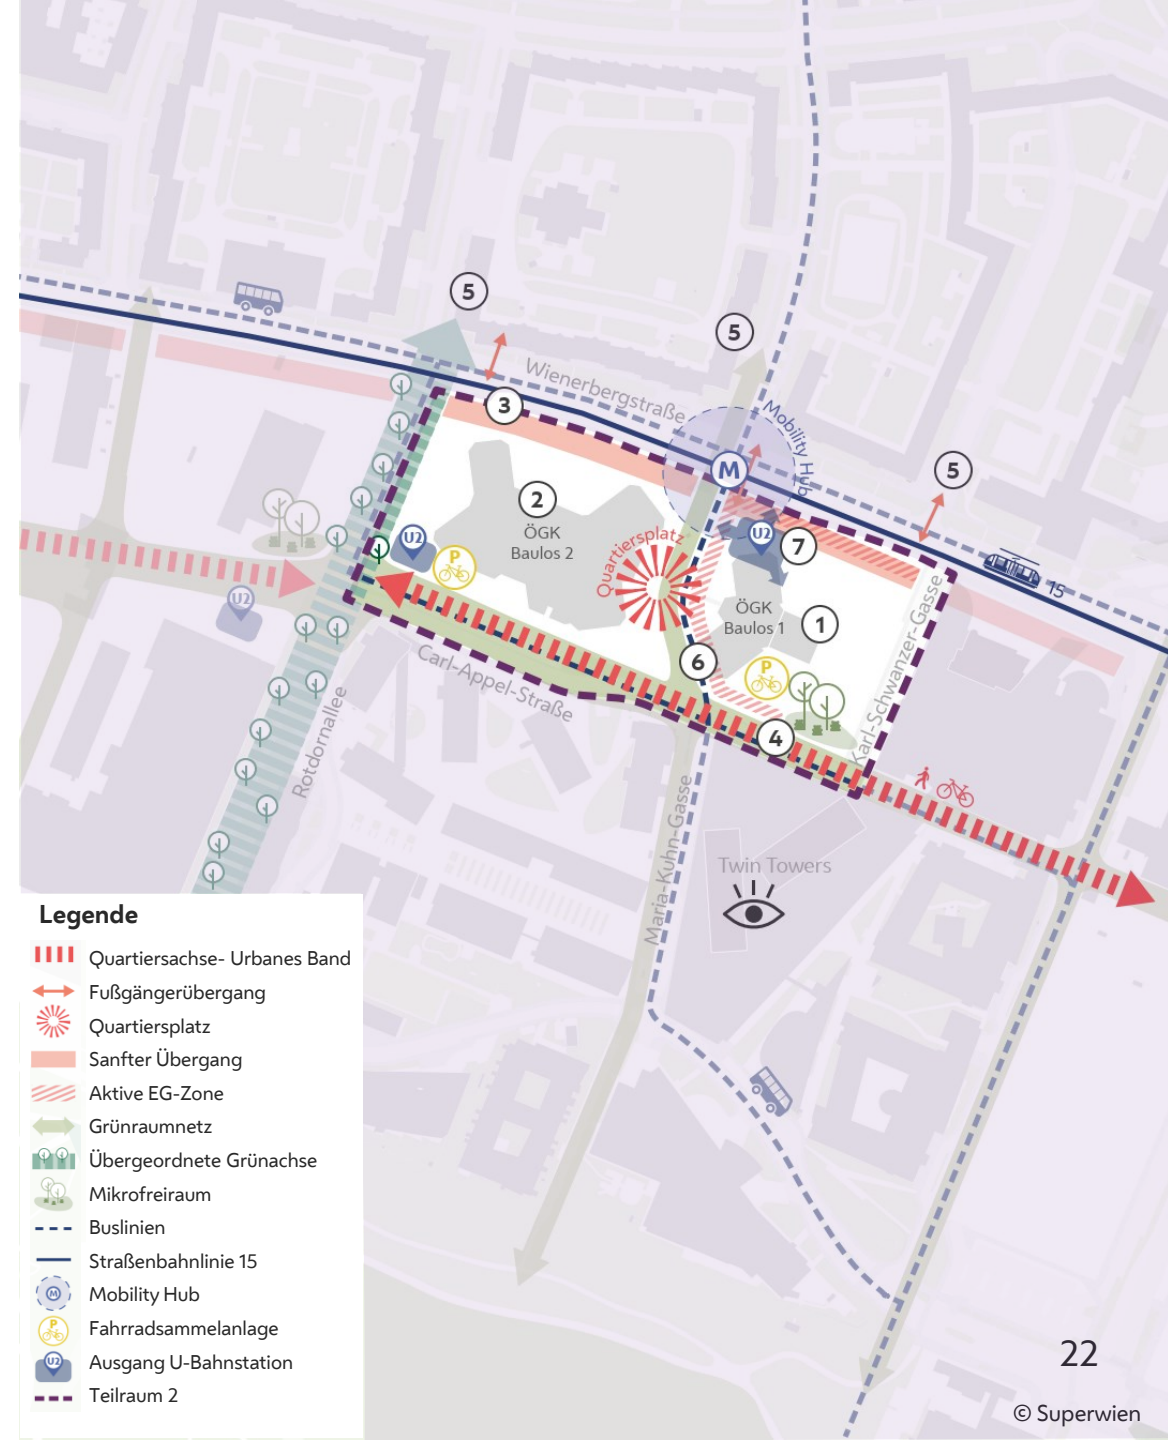 5
5
Wienerbergstraße
3
Mobility Hub
M
5
2
ÖGK
Baulos 2
U2
P
Quartiersplatz
U2
7
15
U2
ÖGK
Baulos 1
1
6
P
Carl-Appel-Straße
4
Karl-Schwanzer-Gasse
Rotdornallee
Maria-Kuhn-Gasse
Twin Towers
Legende
Quartiersachse- Urbanes Band
Fußgängerübergang
Quartiersplatz
Sanfter Übergang
Aktive EG-Zone
Grünraumnetz
Übergeordnete Grünachse
Mikrofreiraum
Buslinien
Straßenbahnlinie 15
M
Mobility Hub
P
Fahrradsammelanlage
U2
Ausgang U-Bahnstation
Teilraum 2
22
© Superwien